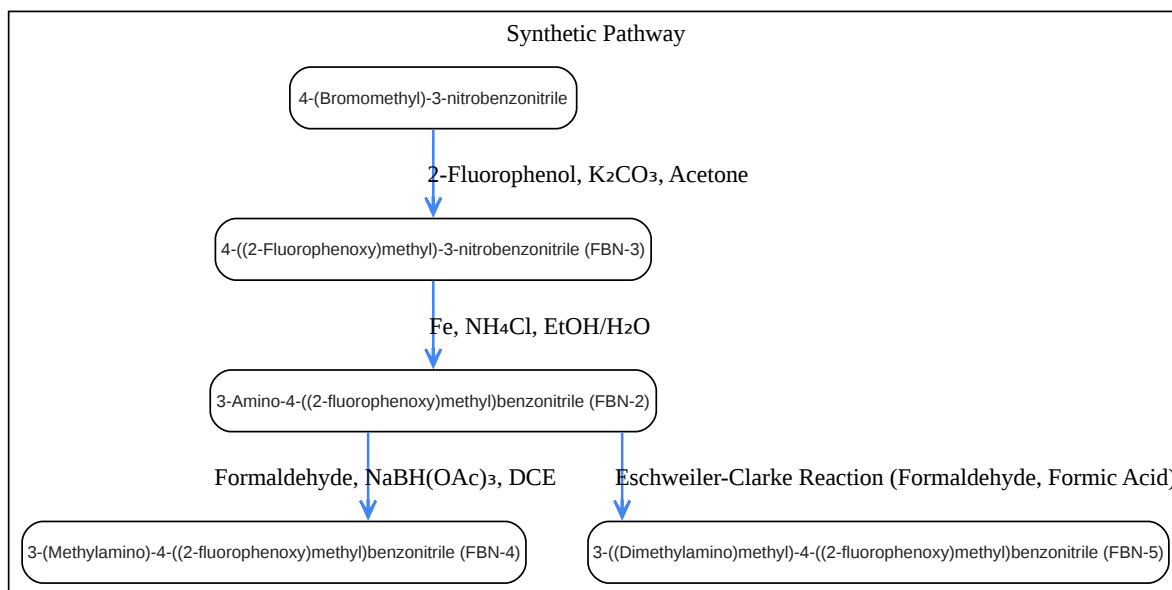 Synthetic Pathway
4-(Bromomethyl)-3-nitrobenzonitrile
2-Fluorophenol, K₂CO₃, Acetone
4-((2-Fluorophenoxy)methyl)-3-nitrobenzonitrile (FBN-3)
Fe, NH₄Cl, EtOH/H₂O
3-Amino-4-((2-fluorophenoxy)methyl)benzonitrile (FBN-2)
Formaldehyde, NaBH(OAc)₃, DCE
Eschweiler-Clarke Reaction (Formaldehyde, Formic Acid)
3-(Methylamino)-4-((2-fluorophenoxy)methyl)benzonitrile (FBN-4)
3-((Dimethylamino)methyl)-4-((2-fluorophenoxy)methyl)benzonitrile (FBN-5)